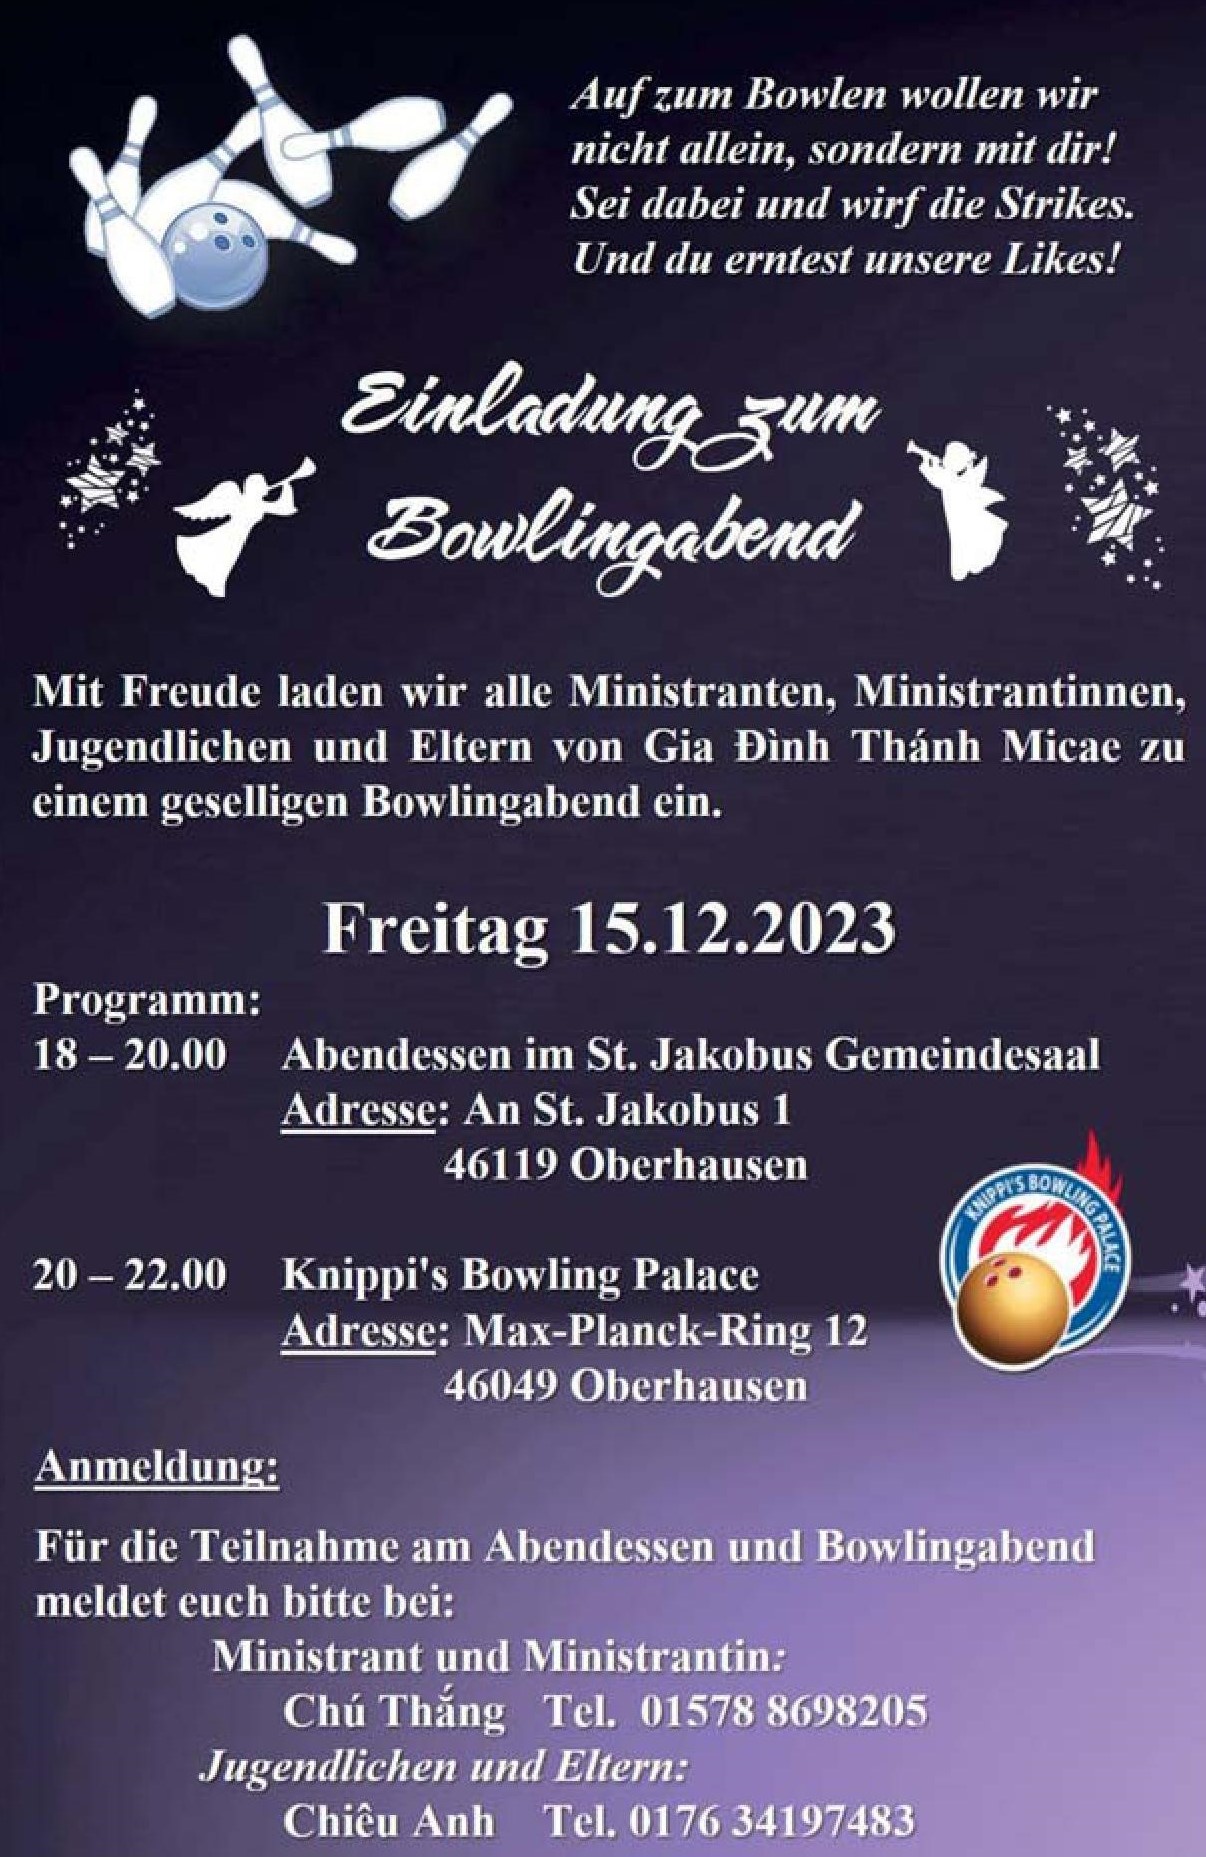 Auf zum Bowlen wollen wir
nicht allein, sondern mit dir!
Sei dabei und wirf die Strikes.
Und du erntest unsere Likes!
Einladung zum
Bowlingabend
Mit Freude laden wir alle Ministranten, Ministrantinnen,
Jugendlichen und Eltern von Gia Đình Thánh Micae zu
einem geselligen Bowlingabend ein.
Freitag 15.12.2023
Programm:
18 – 20.00 Abendessen im St. Jakobus Gemeindesaal
Adresse: An St. Jakobus 1
46119 Oberhausen
KNIPPI'S BOWLING PALACE
20 – 22.00 Knippi's Bowling Palace
Adresse: Max-Planck-Ring 12
46049 Oberhausen
Anmeldung:
Für die Teilnahme am Abendessen und Bowlingabend
meldet euch bitte bei:
Ministrant und Ministrantin:
Chú Thắng Tel. 01578 8698205
Jugendlichen und Eltern:
Chiêu Anh Tel. 0176 34197483